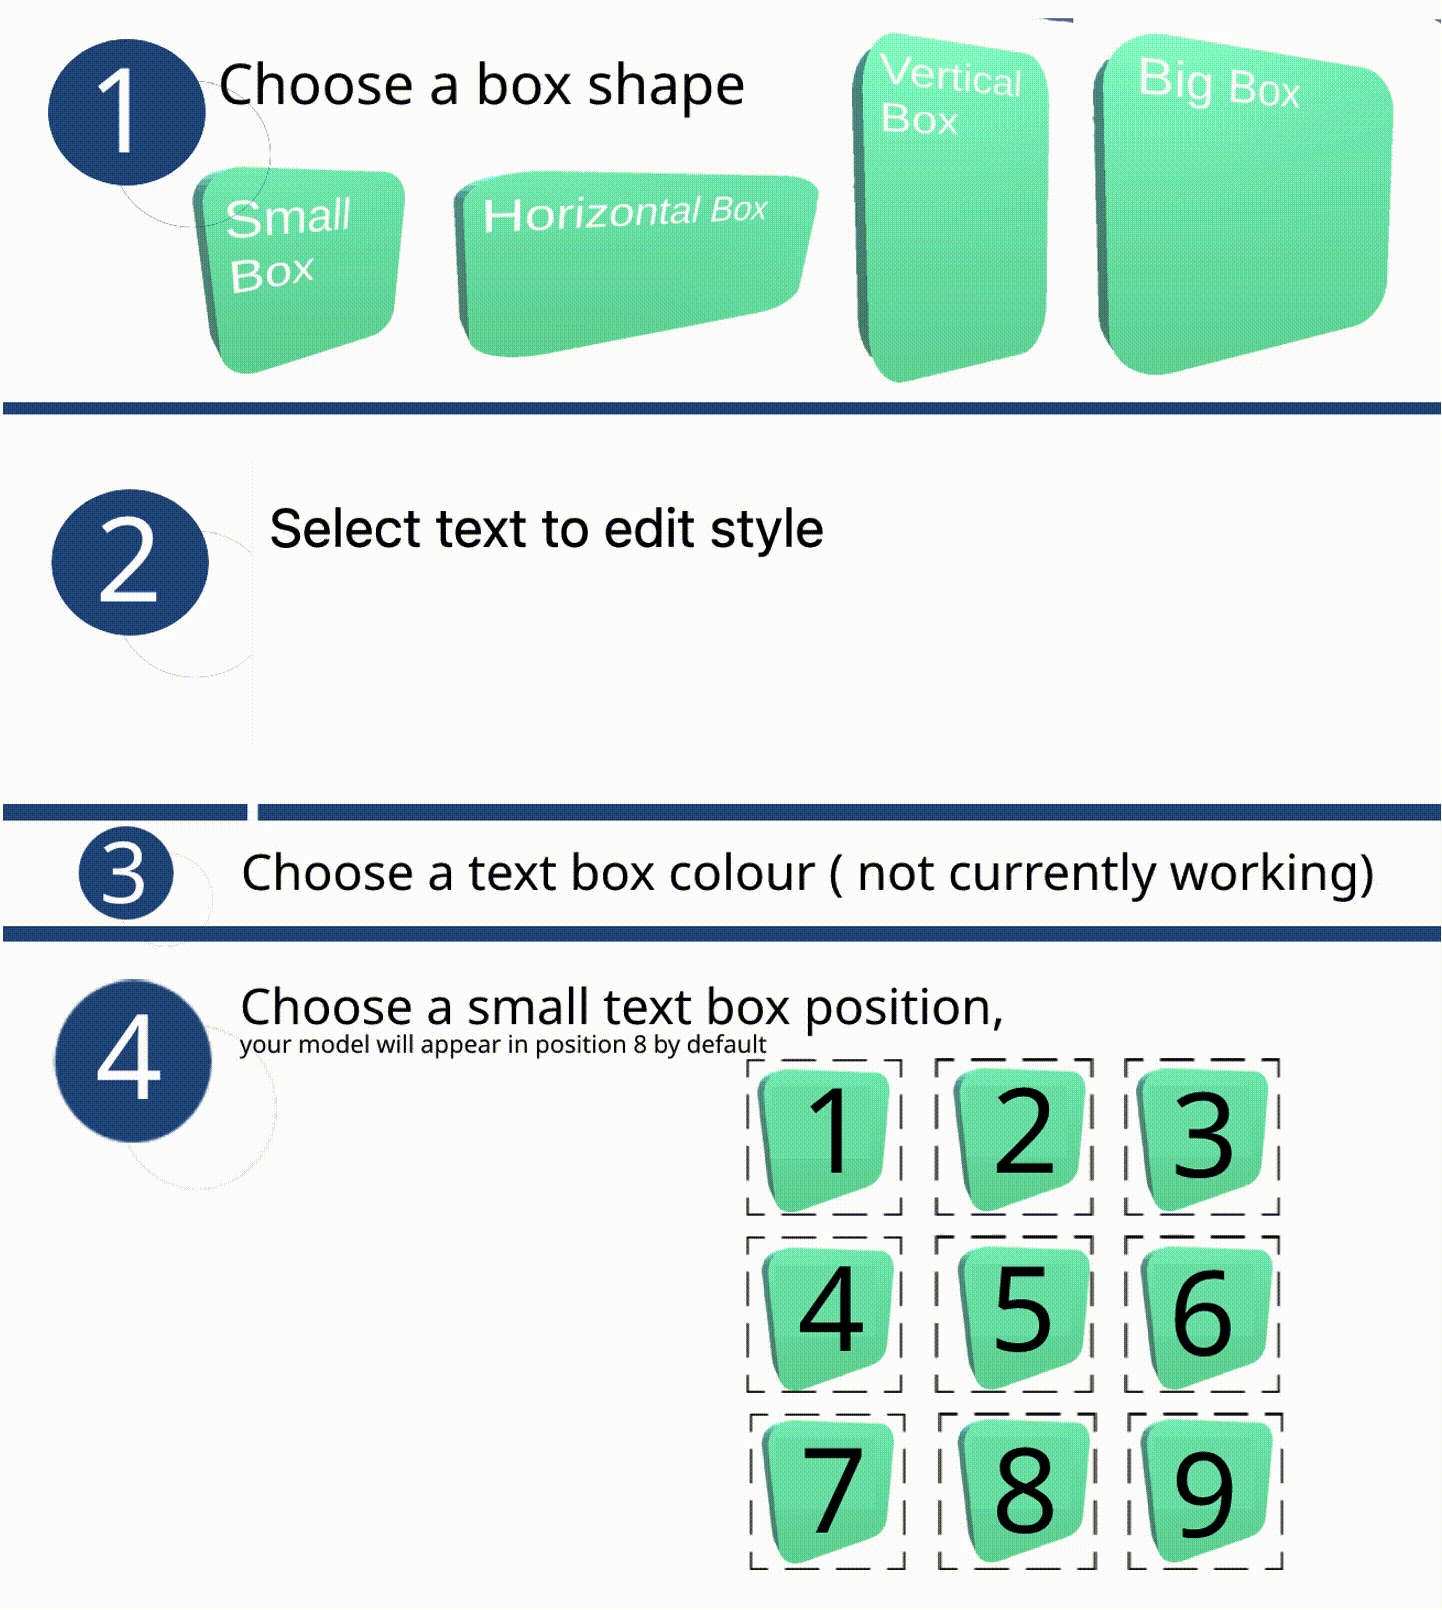 1
Choose a box shape
Small
Box
Horizontal Box
Vertical
Box
Big Box
2
Select text to edit style
3
Choose a text box colour ( not currently working)
4
Choose a small text box position,
your model will appear in position 8 by default
1 2 3
4 5 6
7 8 9